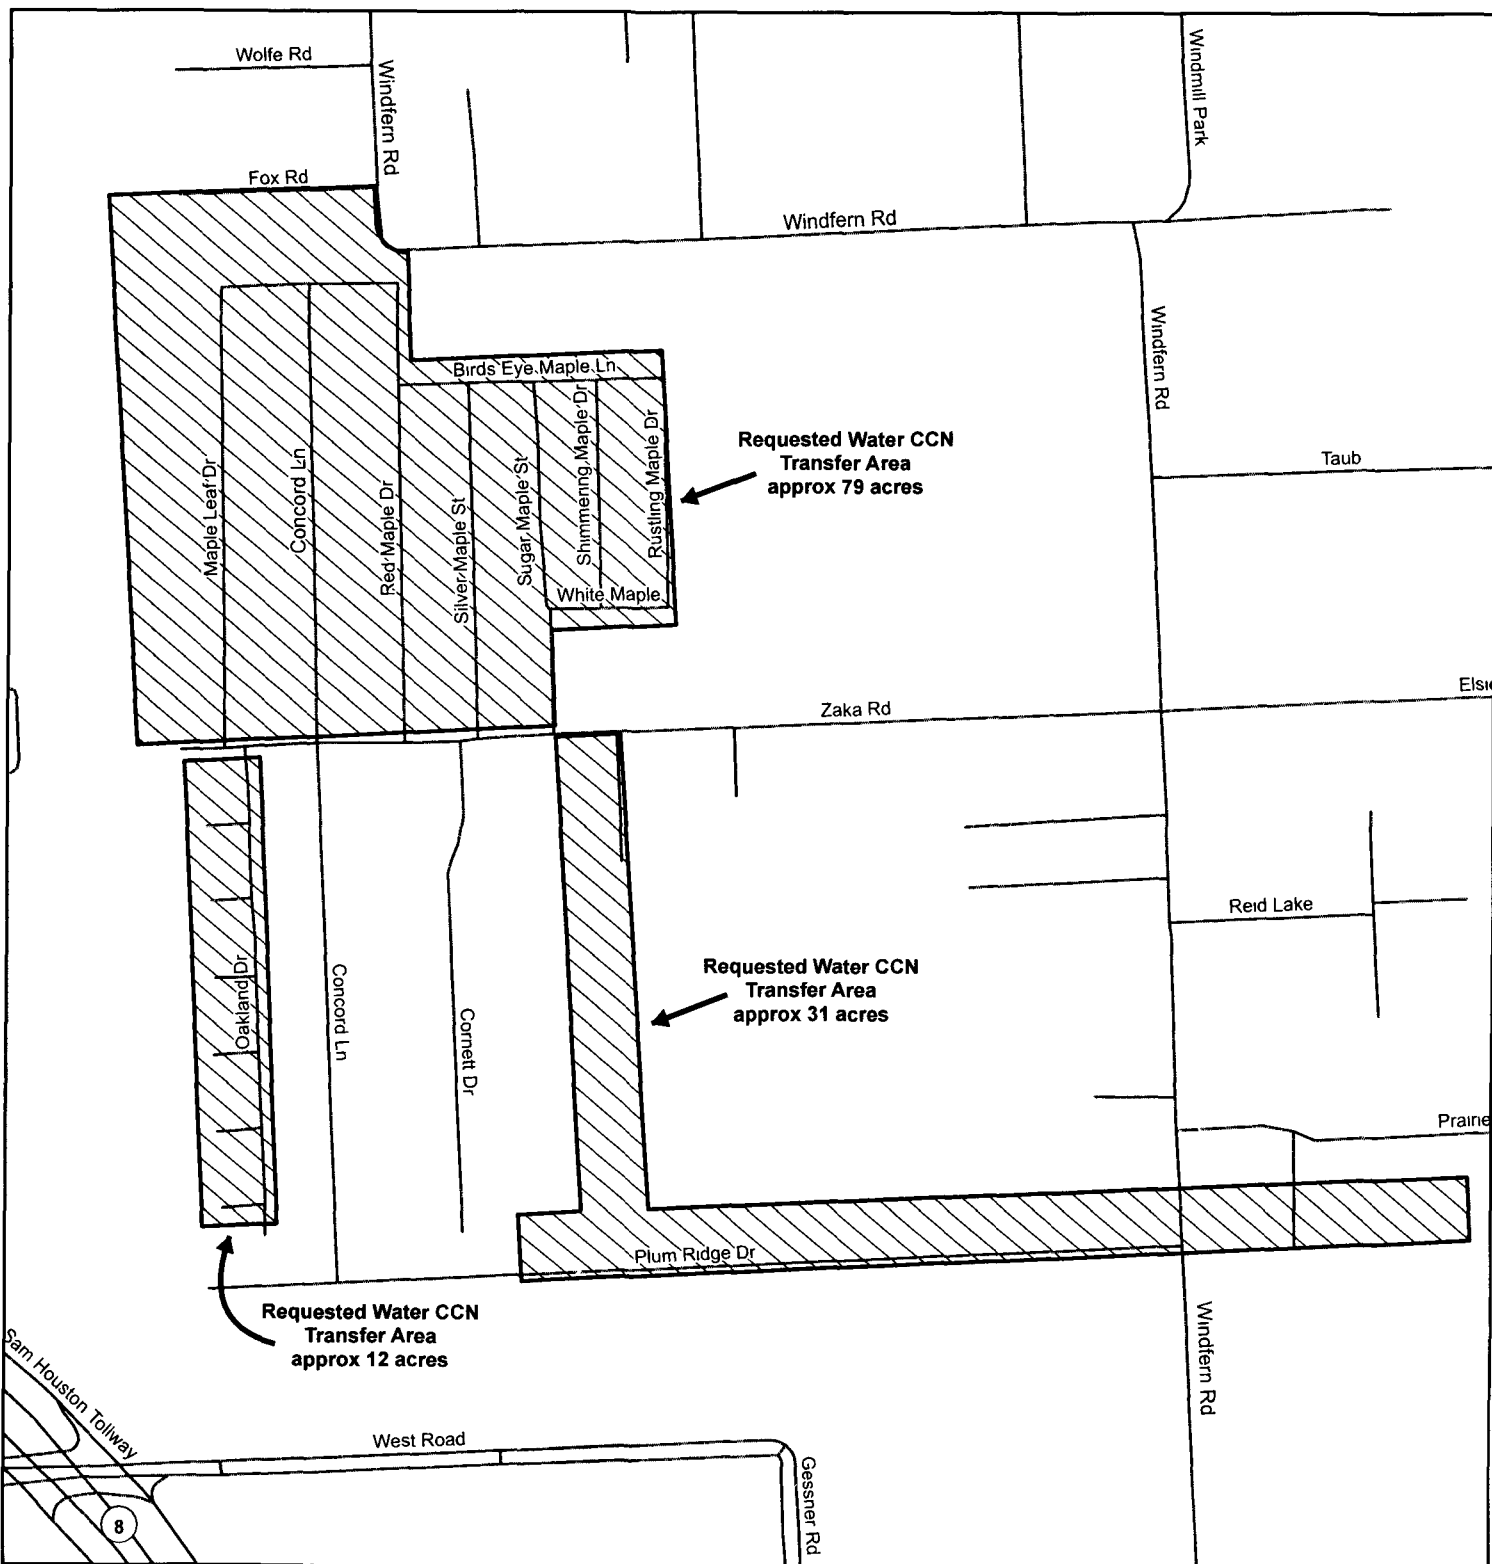 Wolfe Rd
Windfern Rd
Windmill Park
Fox Rd
Windfern Rd
Windfern Rd
Birds Eye Maple Ln
Maple Leaf Dr
Concord Ln
Red Maple Dr
Silver Maple St
Sugar Maple St
Shimmering Maple Dr
Rustling Maple Dr
White Maple
Requested Water CCN
Transfer Area
approx 79 acres
Taub
Zaka Rd
Elsie
Reid Lake
Oakland Dr
Concord Ln
Cornett Dr
Requested Water CCN
Transfer Area
approx 31 acres
Prairie
Plum Ridge Dr
Requested Water CCN
Transfer Area
approx 12 acres
Windfern Rd
Sam Houston Tollway
West Road
Gessner Rd
8